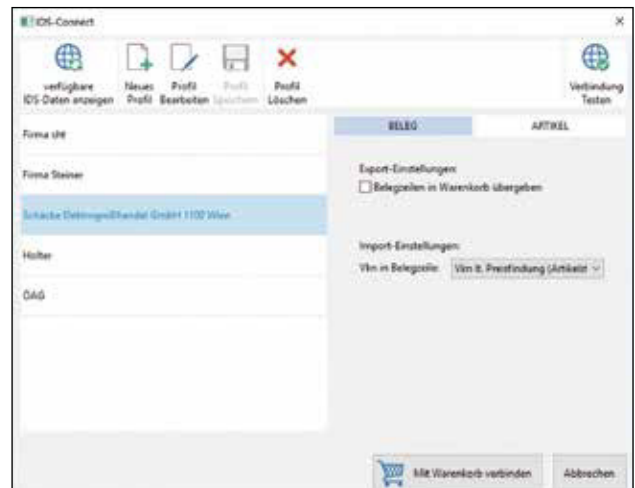 IDS-Connect
verfügbare
IDS-Daten anzeigen
Neues
Profil
Profil
Bearbeiten
Profil
Speichern
Profil
Löschen
Verbindung
Testen
Firma sht
Firma Steiner
Schäcke Elektrogroßhandel GmbH 1100 Wien
Holter
ÖAG
BELEG
ARTIKEL
Export-Einstellungen:
Belegzeilen in Warenkorb übergeben
Import-Einstellungen:
Vkn in Belegzeile:
Vkn lt. Preisfindung (Artikelst
Mit Warenkorb verbinden
Abbrechen